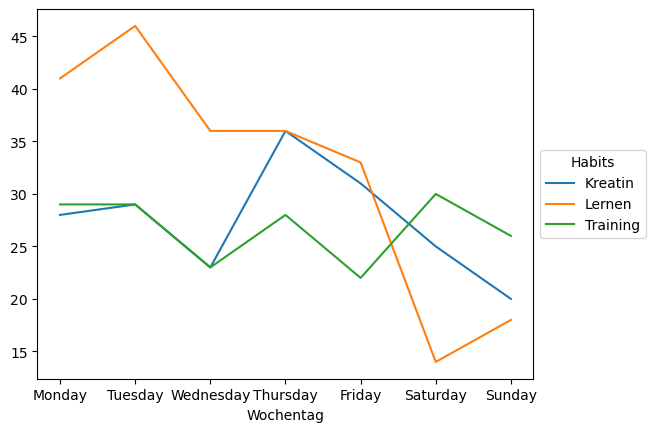 45
40
35
30
25
20
15
Monday Tuesday Wednesday Thursday Friday Saturday Sunday
Wochentag
Habits
Kreatin
Lernen
Training